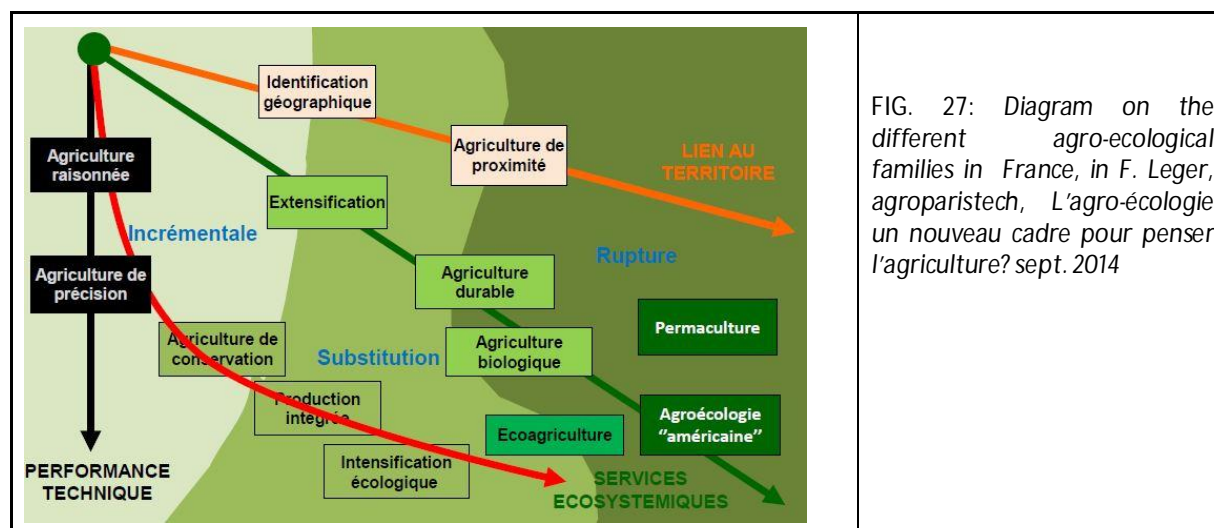 Identification
géographique
Agriculture
raisonnée
Agriculture de
proximité
LIEN AU
TERRITOIRE
Extensification
Incrémentale
Rupture
Agriculture de
précision
Agriculture
durable
Permaculture
Agriculture de
conservation
Substitution
Agriculture
biologique
Production
intégrée
Agroécologie
"américaine"
Ecoagriculture
PERFORMANCE
TECHNIQUE
Intensification
écologique
SERVICES
ECOSYSTEMIQUES
FIG. 27: Diagram on the
different agro-ecological
families in France, in F. Leger,
agroparistech, L'agro-écologie
un nouveau cadre pour penser
l'agriculture? sept. 2014